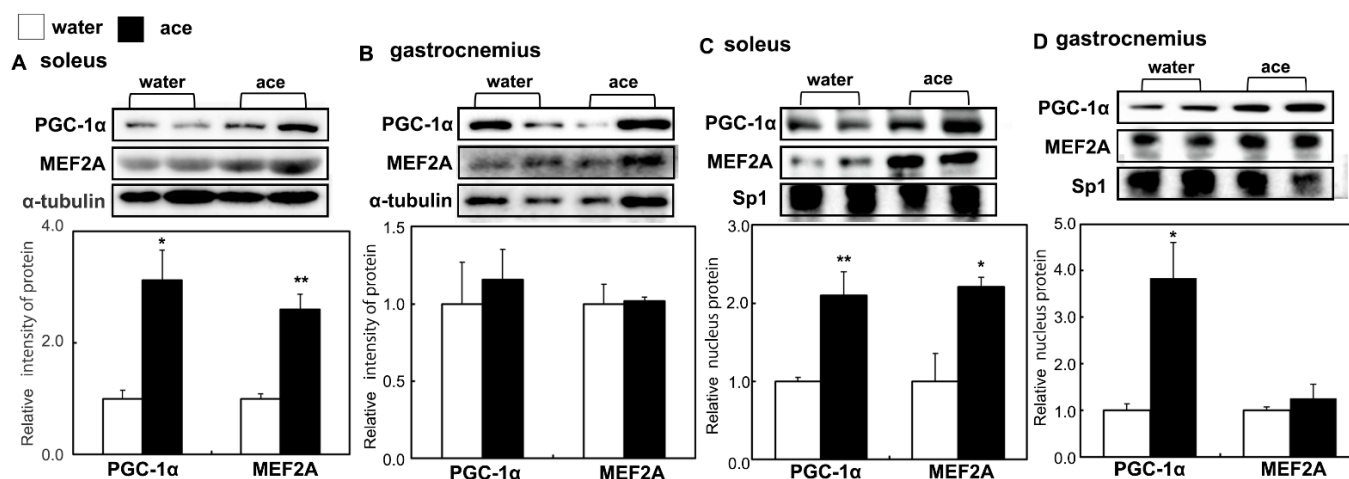 water ace
A soleus
water ace
PGC-1α
MEF2A
α-tubulin
Relative intensity of protein
4.0
2.0
0.0
*
**
PGC-1α MEF2A
B gastrocnemius
water ace
PGC-1α
MEF2A
α-tubulin
Relative intensity of protein
1.5
1.0
0.5
0.0
PGC-1α MEF2A
C soleus
water ace
PGC-1α
MEF2A
Sp1
Relative nucleus protein
3.0
2.0
1.0
0.0
**
*
PGC-1α MEF2A
D gastrocnemius
water ace
PGC-1α
MEF2A
Sp1
Relative nucleus protein
5.0
4.0
3.0
2.0
1.0
0.0
*
PGC-1α MEF2A